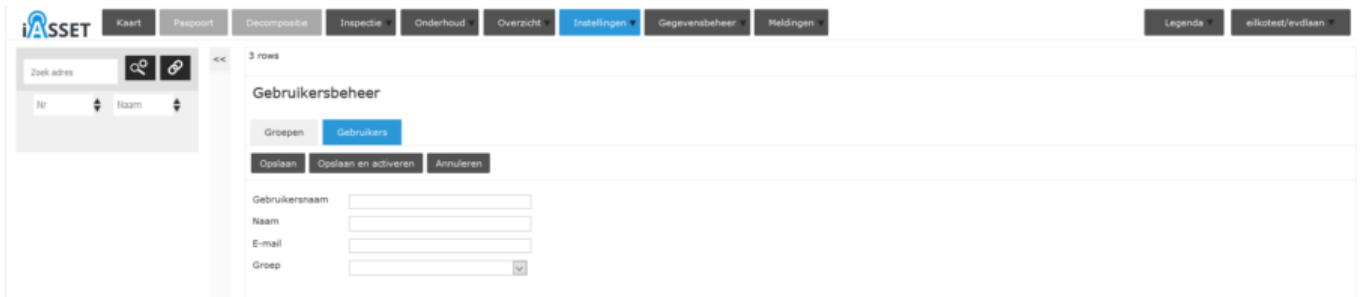 iASSET Kaart Paspoort Decompositie Inspectie Onderhoud Overzicht Instellingen Gegevensbeheer Meldingen Legenda eilkotest/evdlaan
Zoek adres
<<
3 rows
Nr Naam
Gebruikersbeheer
Groepen Gebruikers
Opslaan Opslaan en activeren Annuleren
Gebruikersnaam
Naam
E-mail
Groep